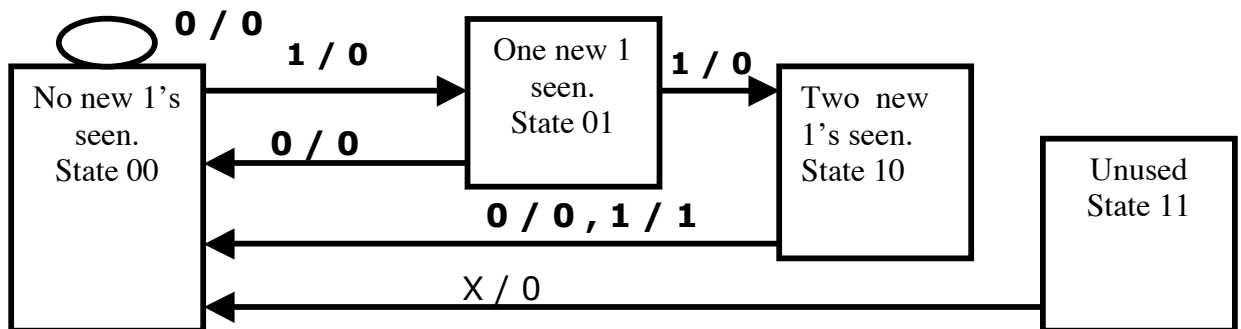 0 / 0
1 / 0
No new 1's
seen.
State 00
0 / 0
One new 1
seen.
State 01
1 / 0
Two new
1's seen.
State 10
0 / 0 , 1 / 1
Unused
State 11
X / 0